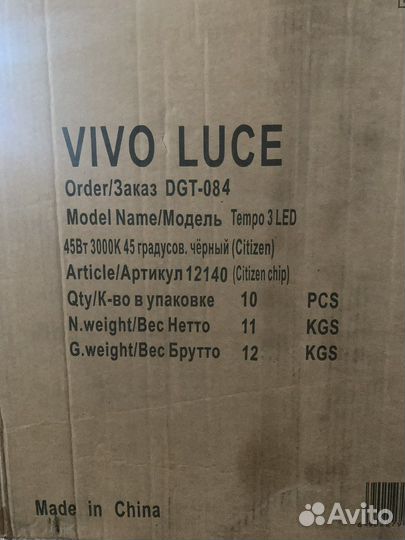 VIVO LUCE
Order/Заказ DGT-084
Model Name/Модель Tempo 3 LED
45Вт 3000K 45 градусов. чёрный (Citizen)
Article/Артикул 12140 (Citizen chip)
Qty/К-во в упаковке 10 PCS
N.weight/Вес Нетто 11 KGS
G.weight/Вес Брутто 12 KGS
Made in China
Avito